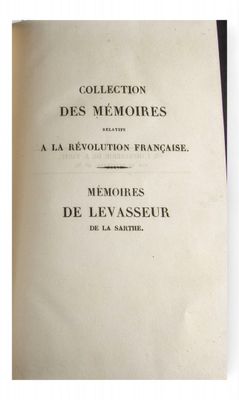 COLLECTION
DES MÉMOIRES
RELATIFS
A LA RÉVOLUTION FRANÇAISE.
MÉMOIRES
DE LEVASSEUR
DE LA SARTHE.